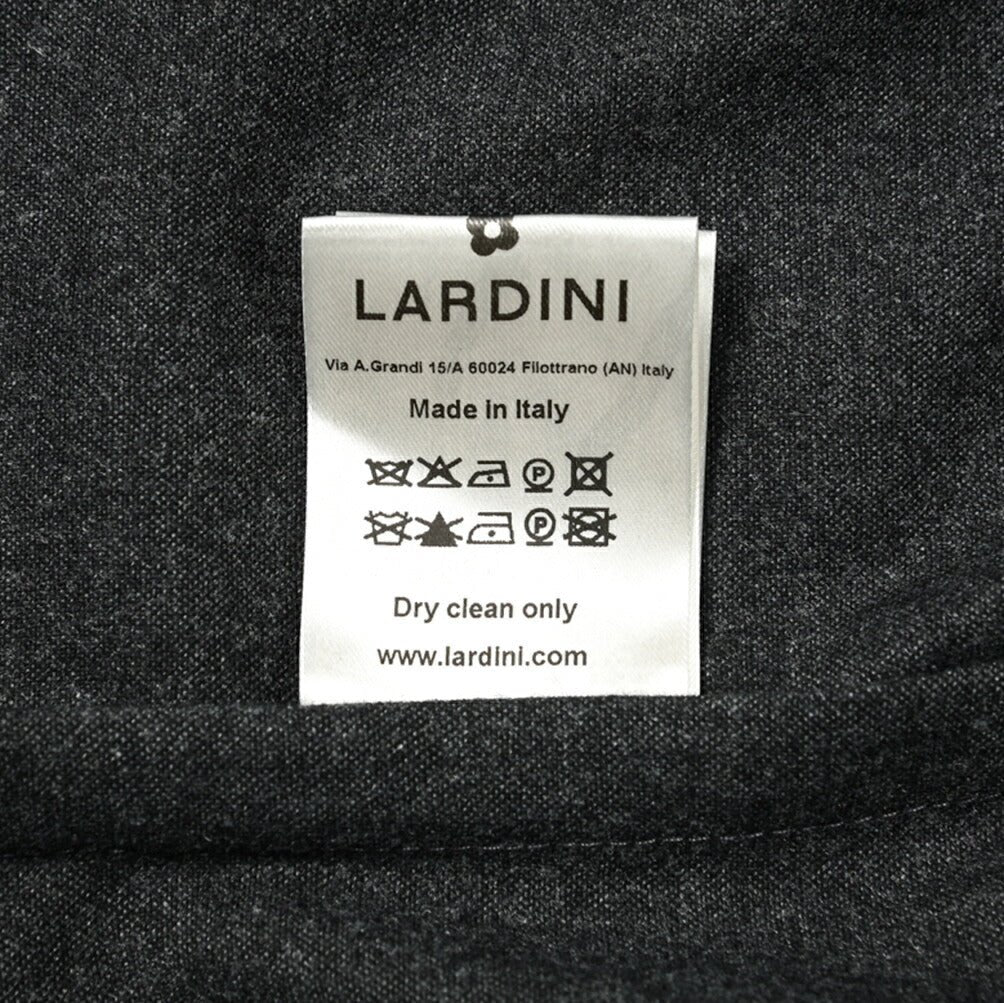 LARDINI
Via A.Grandi 15/A 60024 Filottrano (AN) Italy
Made in Italy
P
P
Dry clean only
www.lardini.com